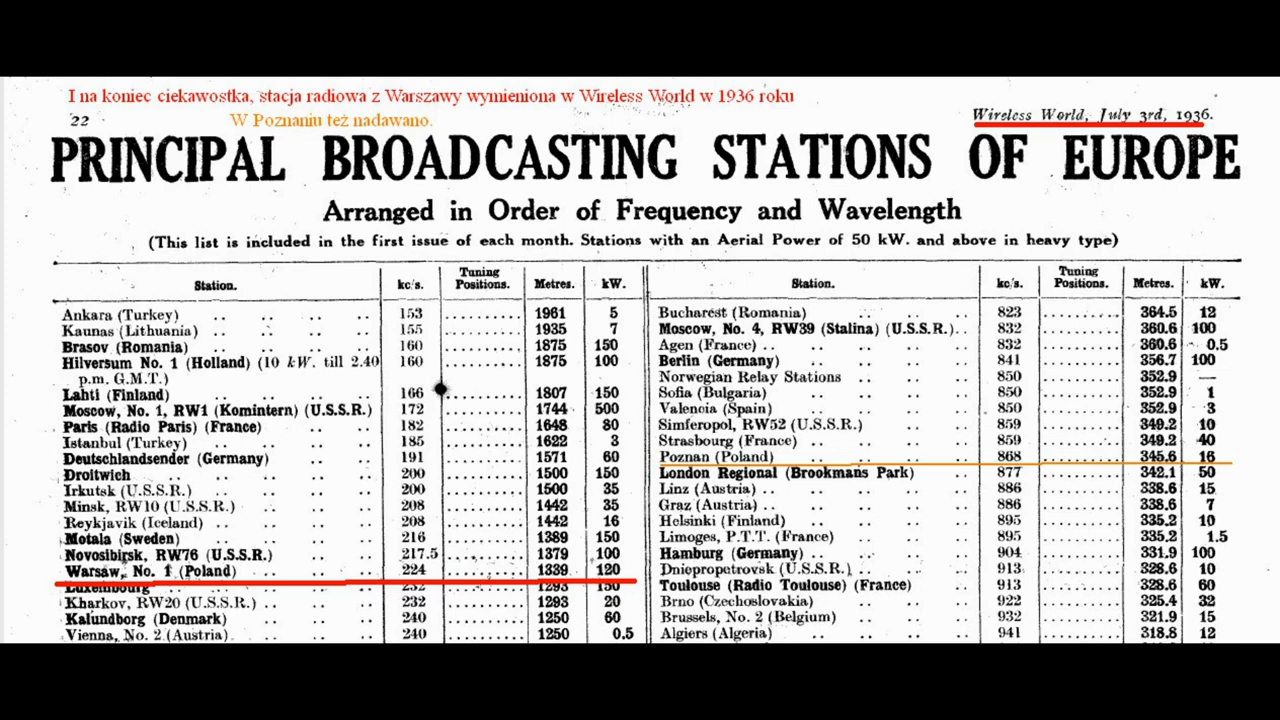 I na koniec ciekawostka, stacja radiowa z Warszawy wymieniona w Wireless World w 1936 roku
22 W Poznaniu też nadawano. Wireless World, July 3rd, 1936.
PRINCIPAL BROADCASTING STATIONS OF EUROPE
Arranged in Order of Frequency and Wavelength
(This list is included in the first issue of each month. Stations with an Aerial Power of 50 kW. and above in heavy type)
Station. kc/s. Tuning Positions. Metres. kW.
Ankara (Turkey) 153 1961 5
Kaunas (Lithuania) 155 1935 7
Brasov (Romania) 160 1875 150
Hilversum No. 1 (Holland) (10 kW. till 2.40 160 1875 100
p.m. G.M.T.)
Lahti (Finland) 166 1807 150
Moscow, No. 1, RW1 (Komintern) (U.S.S.R.) 172 1744 500
Paris (Radio Paris) (France) 182 1648 80
Istanbul (Turkey) 185 1622 3
Deutschlandsender (Germany) 191 1571 60
Droitwich 200 1500 150
Irkutsk (U.S.S.R.) 200 1500 35
Minsk, RW10 (U.S.S.R.) 208 1442 35
Reykjavik (Iceland) 208 1442 16
Motala (Sweden) 216 1389 150
Novosibirsk, RW76 (U.S.S.R.) 217.5 1379 100
Warsaw, No. 1 (Poland) 224 1339 120
Luxembourg 232 1293 150
Kharkov, RW20 (U.S.S.R.) 232 1293 20
Kalundborg (Denmark) 240 1250 60
Vienna, No. 2 (Austria) 240 1250 0.5
Station. kc/s. Tuning Positions. Metres. kW.
Bucharest (Romania) 823 364.5 12
Moscow, No. 4, RW39 (Stalina) (U.S.S.R.) 832 360.6 100
Agen (France) 832 360.6 0.5
Berlin (Germany) 841 356.7 100
Norwegian Relay Stations 850 352.9 —
Sofia (Bulgaria) 850 352.9 1
Valencia (Spain) 850 352.9 3
Simferopol, RW52 (U.S.S.R.) 859 349.2 10
Strasbourg (France) 859 349.2 40
Poznan (Poland) 868 345.6 16
London Regional (Brookmans Park) 877 342.1 50
Linz (Austria) 886 338.6 15
Graz (Austria) 886 338.6 7
Helsinki (Finland) 895 335.2 10
Limoges, P.T.T. (France) 895 335.2 1.5
Hamburg (Germany) 904 331.9 100
Dniepropetrovsk (U.S.S.R.) 913 328.6 10
Toulouse (Radio Toulouse) (France) 913 328.6 60
Brno (Czechoslovakia) 922 325.4 32
Brussels, No. 2 (Belgium) 932 321.9 15
Algiers (Algeria) 941 318.8 12